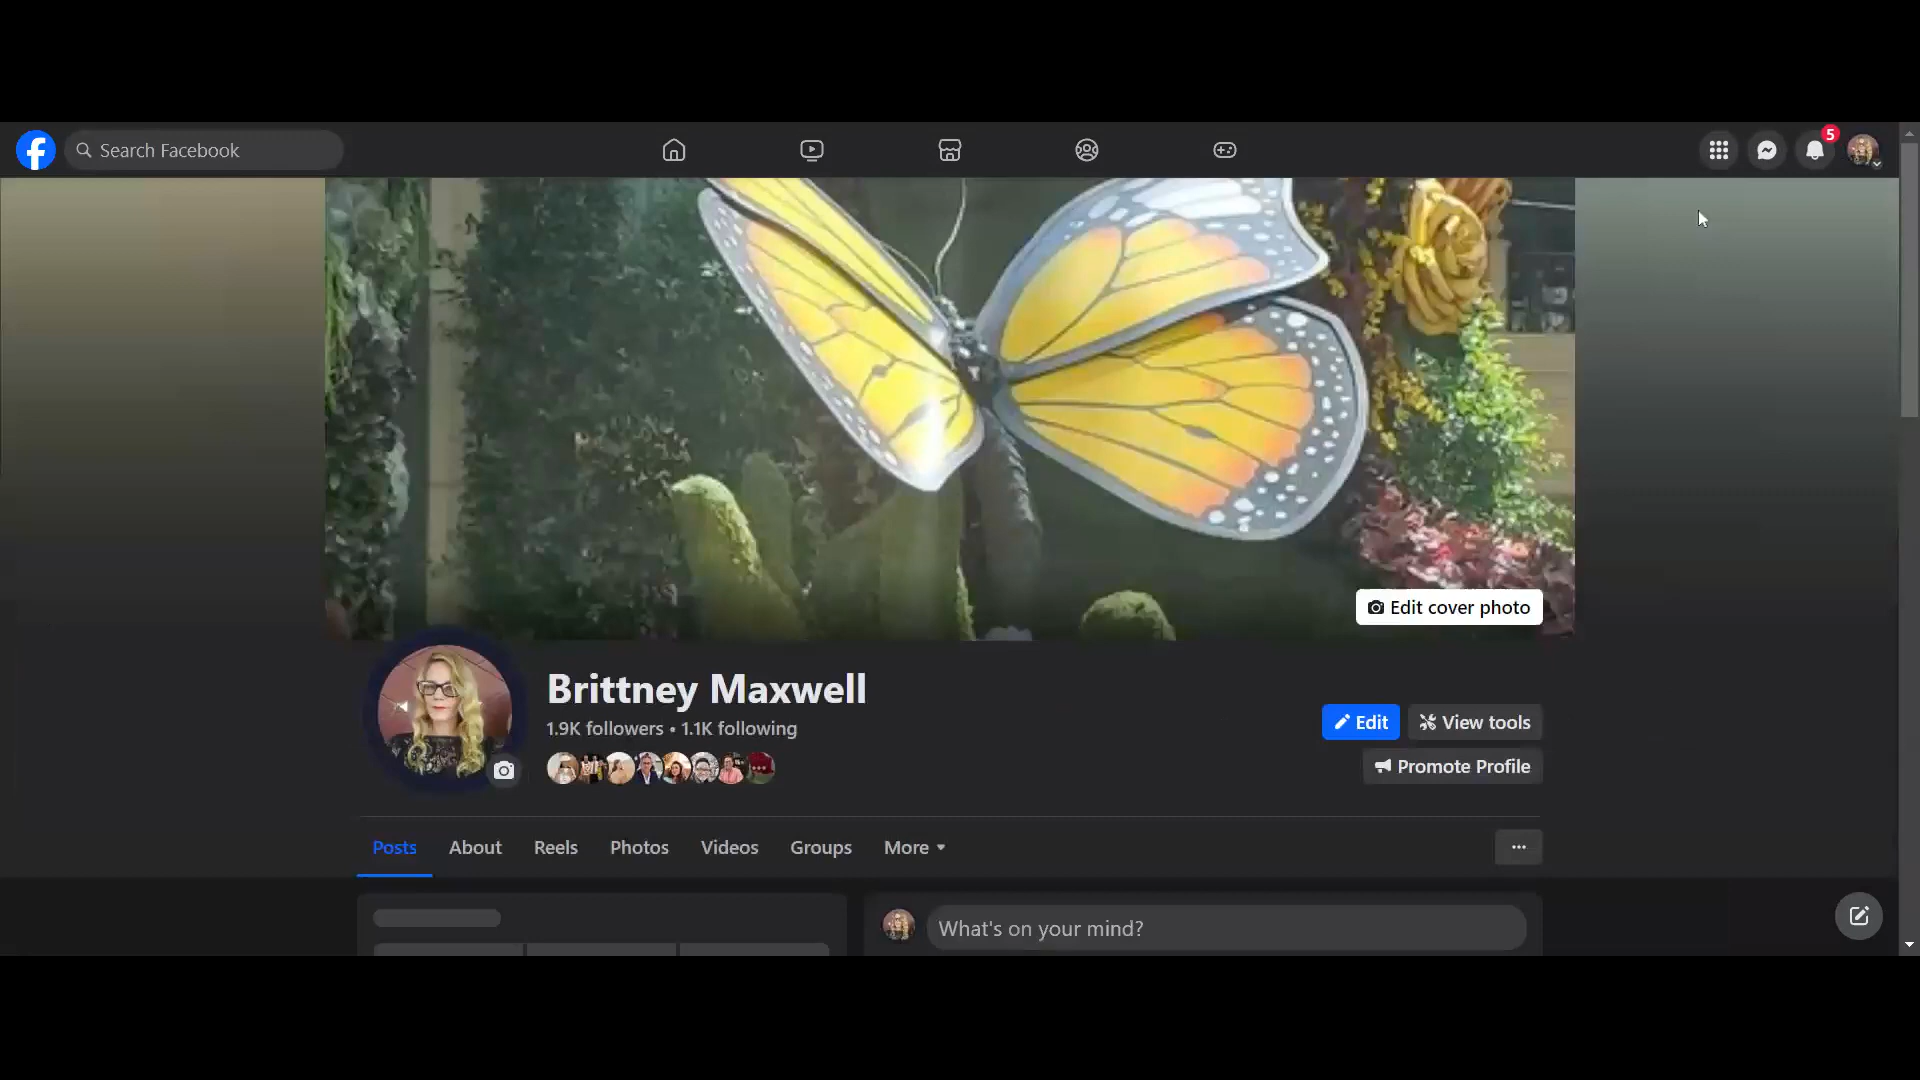 Search Facebook
5
Edit cover photo
Brittney Maxwell
1.9K followers • 1.1K following
Edit
View tools
Promote Profile
Posts
About
Reels
Photos
Videos
Groups
More
What's on your mind?